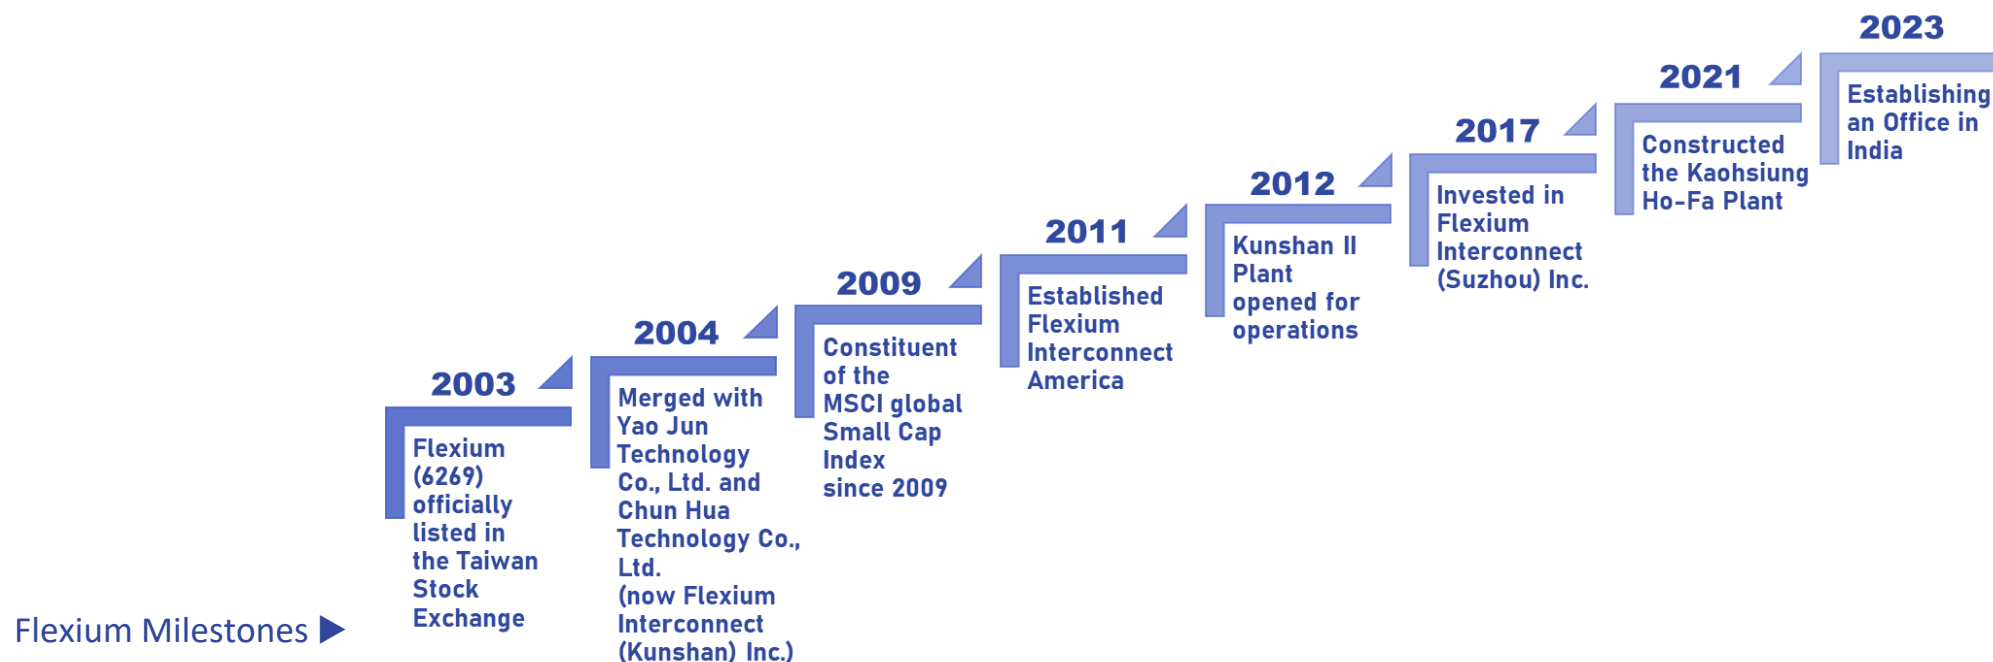 Flexium Milestones
2003
Flexium
(6269)
officially
listed in
the Taiwan
Stock
Exchange
2004
Merged with
Yao Jun
Technology
Co., Ltd. and
Chun Hua
Technology Co.,
Ltd.
(now Flexium
Interconnect
(Kunshan) Inc.)
2009
Constituent
of the
MSCI global
Small Cap
Index
since 2009
2011
Established
Flexium
Interconnect
America
2012
Kunshan II
Plant
opened for
operations
2017
Invested in
Flexium
Interconnect
(Suzhou) Inc.
2021
Constructed
the Kaohsiung
Ho-Fa Plant
2023
Establishing
an Office in
India